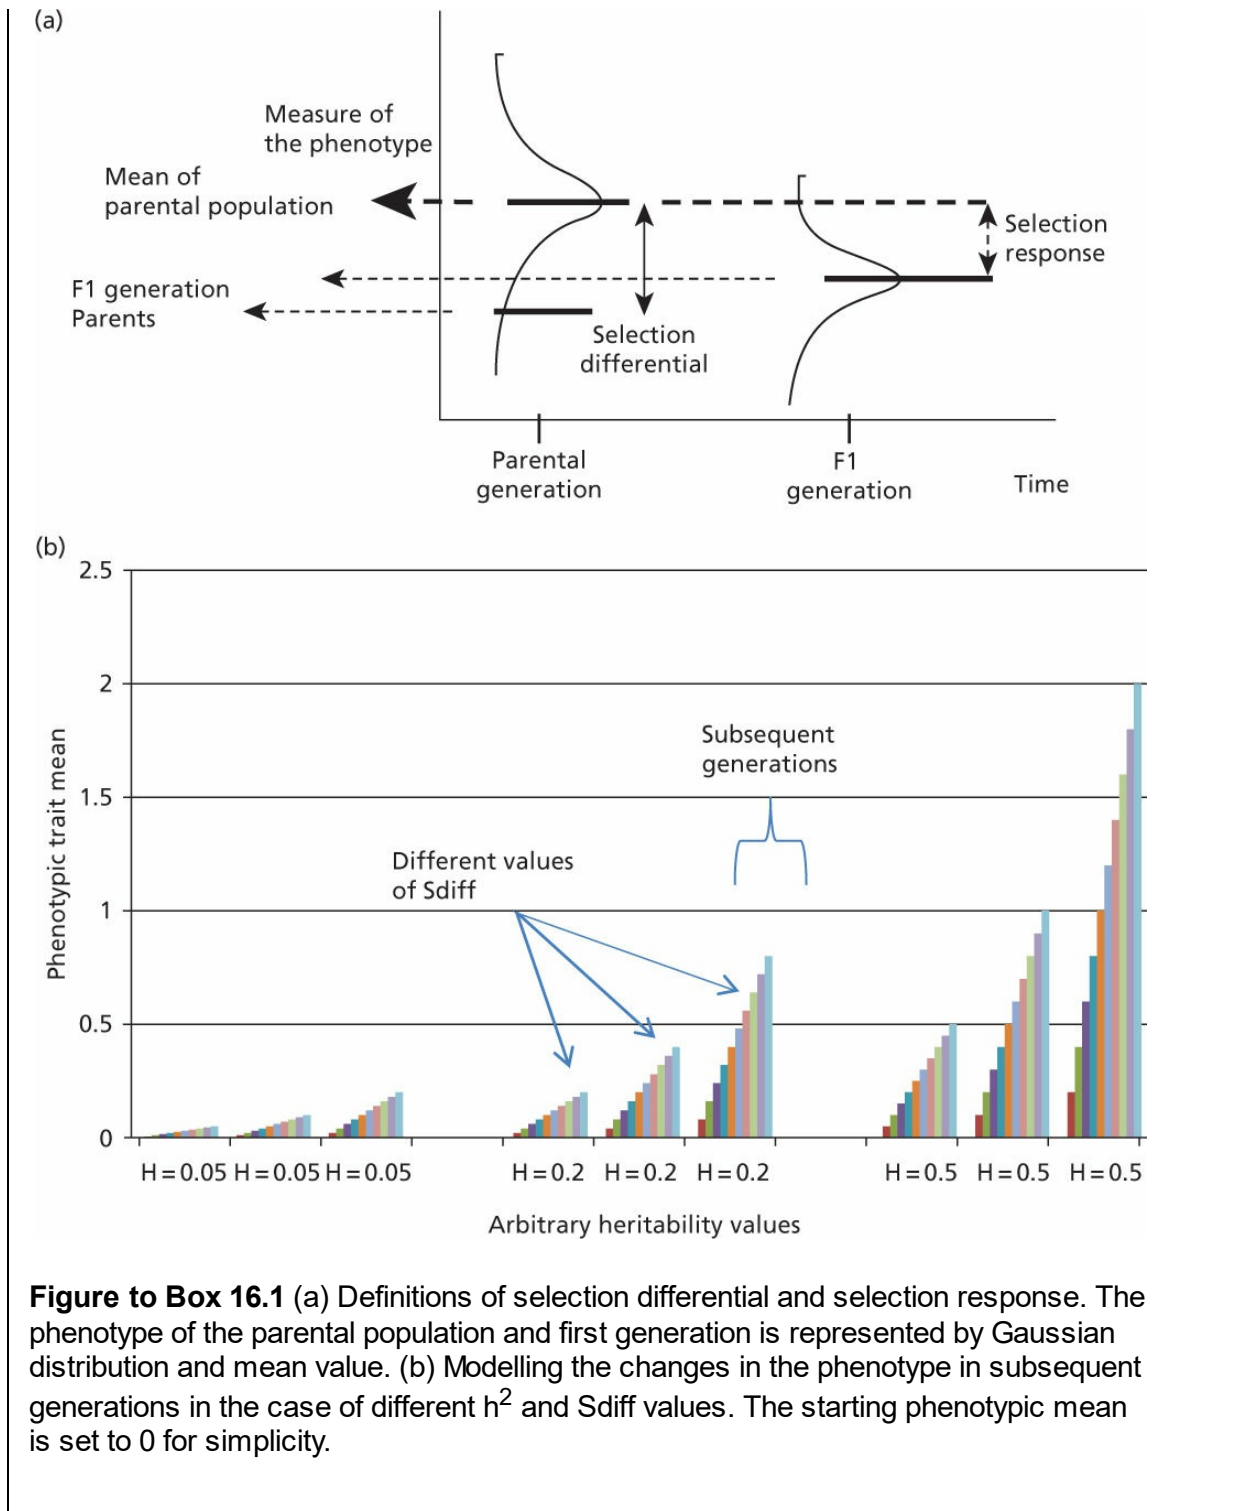 (a)
Measure of
the phenotype
Mean of
parental population
Selection
response
F1 generation
Parents
Selection
differential
Parental
generation
F1
generation
Time
(b)
2.5
2
1.5
1
0.5
0
Phenotypic trait mean
Subsequent
generations
Different values
of Sdiff
H = 0.05 H = 0.05 H = 0.05 H = 0.2 H = 0.2 H = 0.2 H = 0.5 H = 0.5 H = 0.5
Arbitrary heritability values
Figure to Box 16.1 (a) Definitions of selection differential and selection response. The
phenotype of the parental population and first generation is represented by Gaussian
distribution and mean value. (b) Modelling the changes in the phenotype in subsequent
generations in the case of different h² and Sdiff values. The starting phenotypic mean
is set to 0 for simplicity.